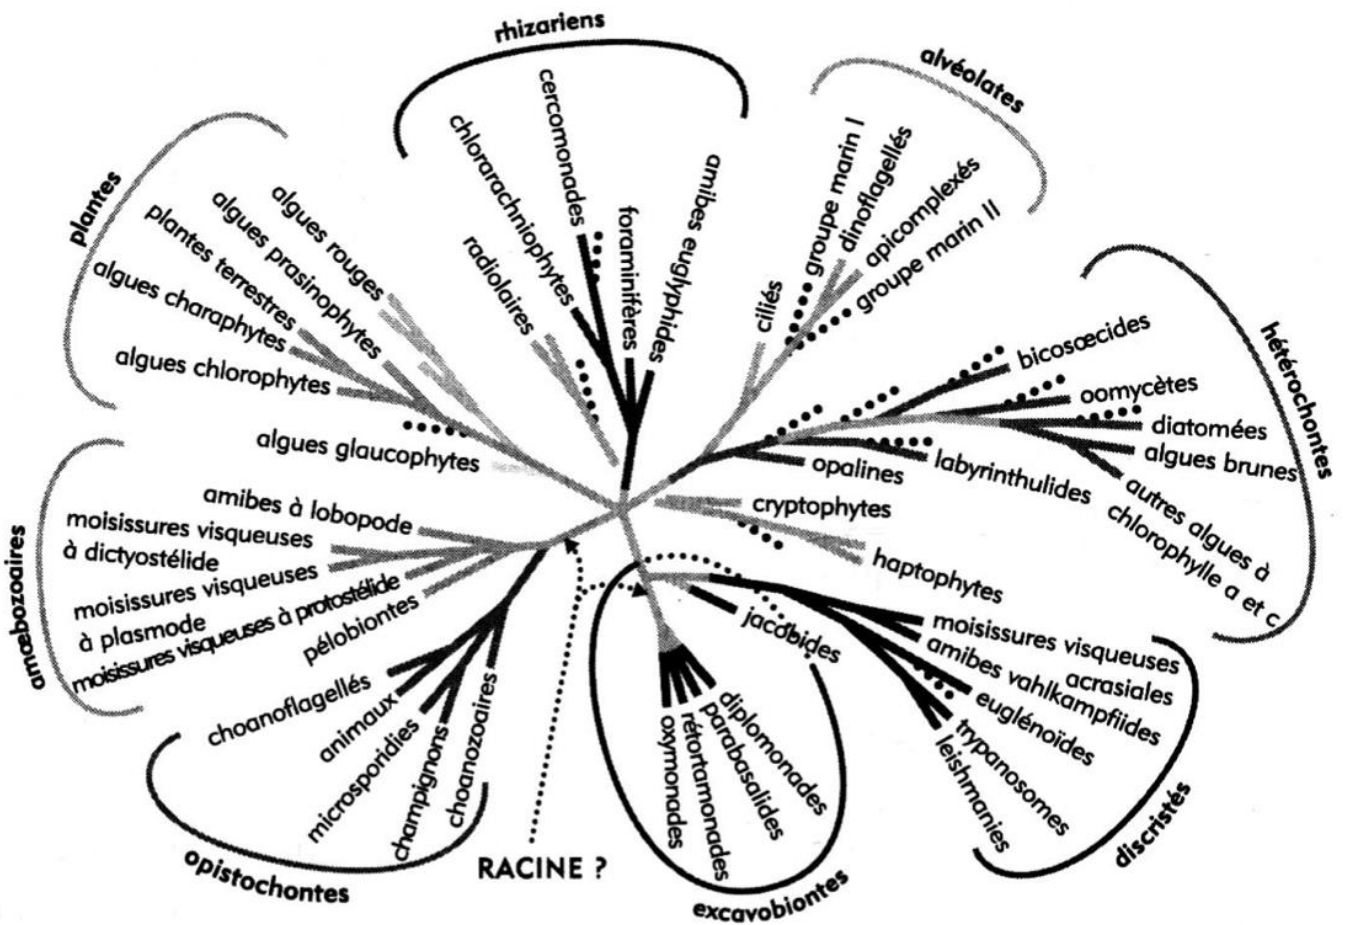 rhizariens
cercomonades
chlorarachniophytes
radiolaires
foraminifères
amibes euglyphides
alvéolates
ciliés
groupe marin I
dinoflagellés
apicomplexés
groupe marin II
hétérochontes
bicosœcides
oomycètes
diatomées
algues brunes
autres algues à
chlorophylle a et c
labyrinthulides
opalines
cryptophytes
haptophytes
plantes
algues rouges
algues prasinophytes
plantes terrestres
algues charaphytes
algues chlorophytes
algues glaucophytes
amœbozoaires
amibes à lobopode
moisissures visqueuses
à dictyostélide
moisissures visqueuses
à plasmode
moisissures visqueuses à protostélide
pélobiontes
opistochontes
choanoflagellés
animaux
microsporidies
champignons
choanozoaires
RACINE ?
excavobiontes
oxymonades
rétortamonades
parabasalides
diplomonades
jacobides
discristés
moisissures visqueuses
acrasiales
amibes vahlkampfiides
euglénoïdes
trypanosomes
leishmanies